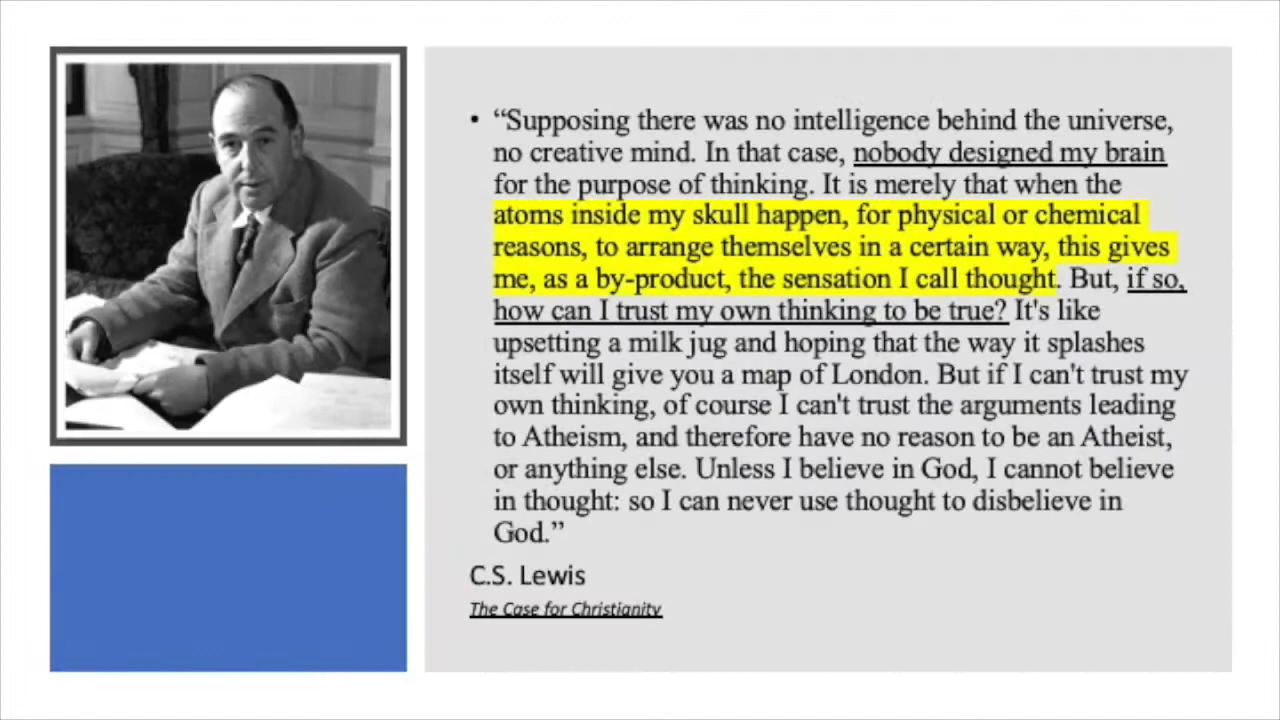 • “Supposing there was no intelligence behind the universe,
no creative mind. In that case, nobody designed my brain
for the purpose of thinking. It is merely that when the
atoms inside my skull happen, for physical or chemical
reasons, to arrange themselves in a certain way, this gives
me, as a by-product, the sensation I call thought. But, if so,
how can I trust my own thinking to be true? It's like
upsetting a milk jug and hoping that the way it splashes
itself will give you a map of London. But if I can't trust my
own thinking, of course I can't trust the arguments leading
to Atheism, and therefore have no reason to be an Atheist,
or anything else. Unless I believe in God, I cannot believe
in thought: so I can never use thought to disbelieve in
God.”
C.S. Lewis
The Case for Christianity